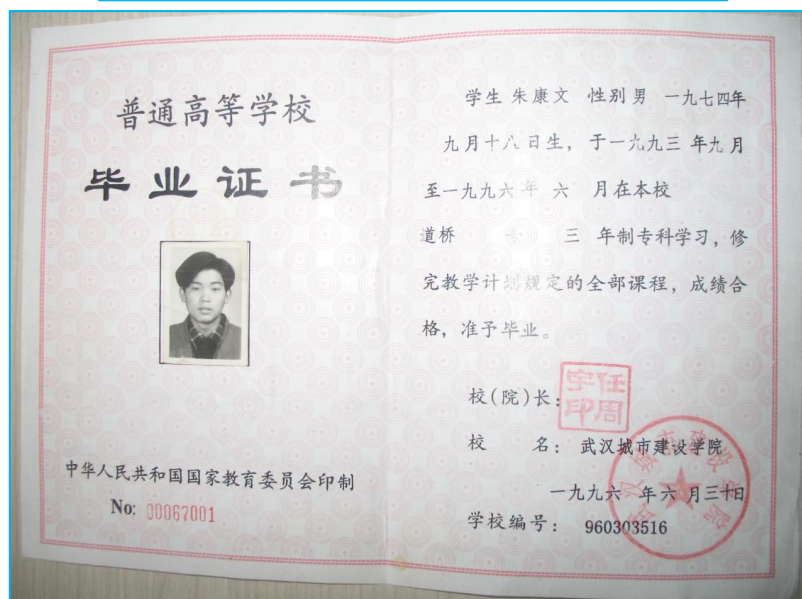 普通高等学校
毕业证书
中华人民共和国国家教育委员会印制
No: 00067001
学生 朱康文 性别 男 一九七四年
九月十八日生，于一九九三年九月
至一九九六年 六 月在本校
道桥 三 年制专科学习，修
完教学计划规定的全部课程，成绩合
格，准予毕业。
校(院)长：
校 名： 武汉城市建设学院
一九九六 年 六 月三十日
学校编号： 960303516